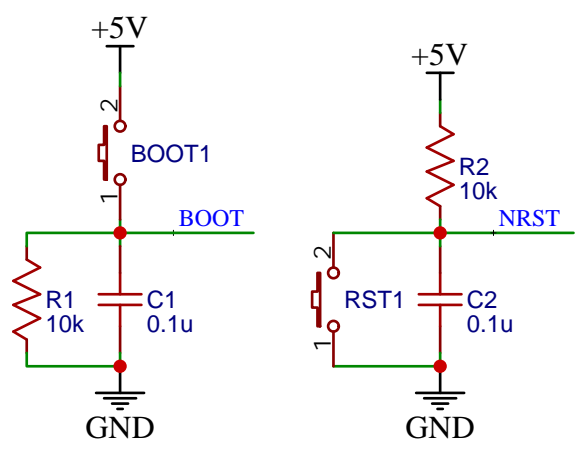 +5V
2
BOOT1
1
BOOT
R1
10k
C1
0.1u
GND
+5V
R2
10k
NRST
2
RST1
1
C2
0.1u
GND